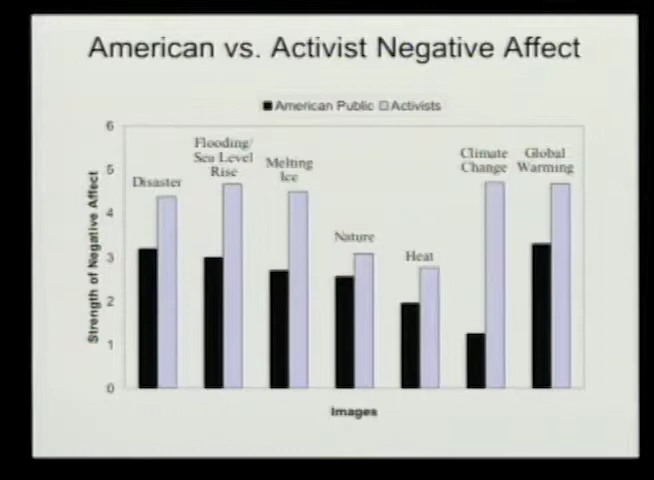 American vs. Activist Negative Affect
American Public Activists
6
5
4
3
2
1
0
Strength of Negative Affect
Disaster
Flooding/
Sea Level
Rise
Melting
Ice
Nature
Heat
Climate
Change
Global
Warming
Images